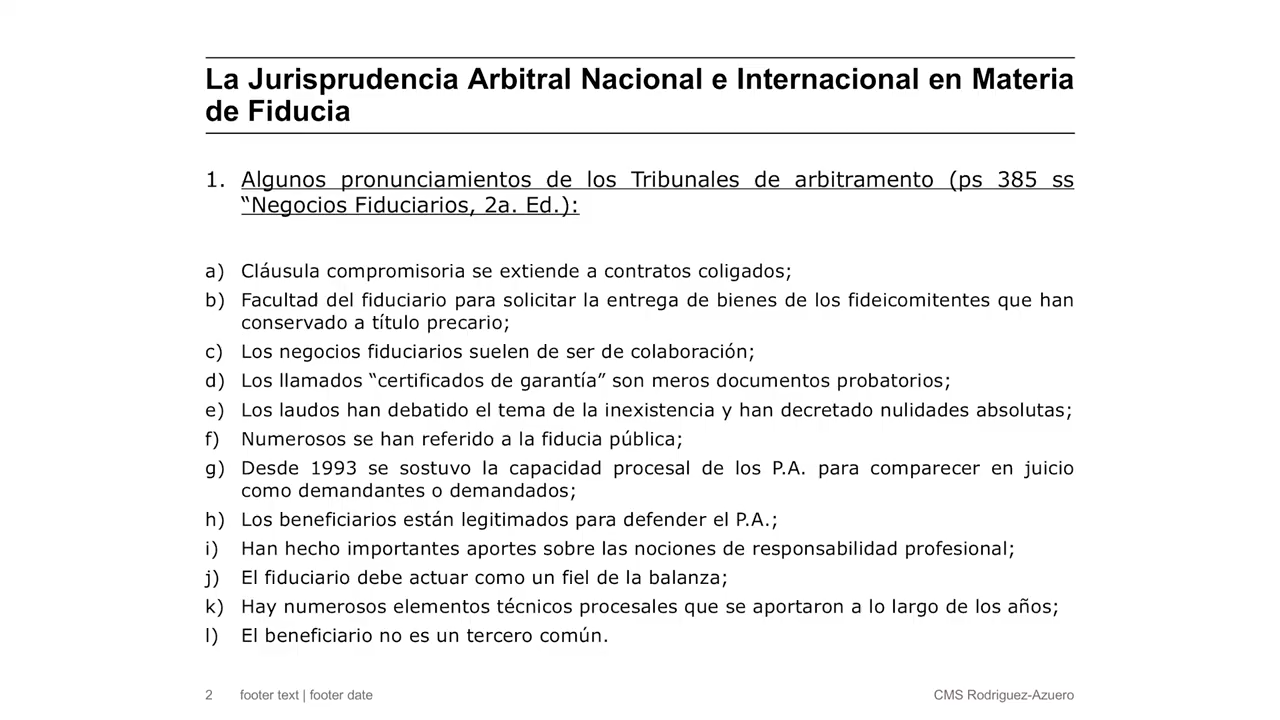 La Jurisprudencia Arbitral Nacional e Internacional en Materia
de Fiducia
1. Algunos pronunciamientos de los Tribunales de arbitramento (ps 385 ss
“Negocios Fiduciarios, 2a. Ed.):
a) Cláusula compromisoria se extiende a contratos coligados;
b) Facultad del fiduciario para solicitar la entrega de bienes de los fideicomitentes que han
conservado a título precario;
c) Los negocios fiduciarios suelen de ser de colaboración;
d) Los llamados “certificados de garantía” son meros documentos probatorios;
e) Los laudos han debatido el tema de la inexistencia y han decretado nulidades absolutas;
f) Numerosos se han referido a la fiducia pública;
g) Desde 1993 se sostuvo la capacidad procesal de los P.A. para comparecer en juicio
como demandantes o demandados;
h) Los beneficiarios están legitimados para defender el P.A.;
i) Han hecho importantes aportes sobre las nociones de responsabilidad profesional;
j) El fiduciario debe actuar como un fiel de la balanza;
k) Hay numerosos elementos técnicos procesales que se aportaron a lo largo de los años;
l) El beneficiario no es un tercero común.
2 footer text | footer date CMS Rodriguez-Azuero